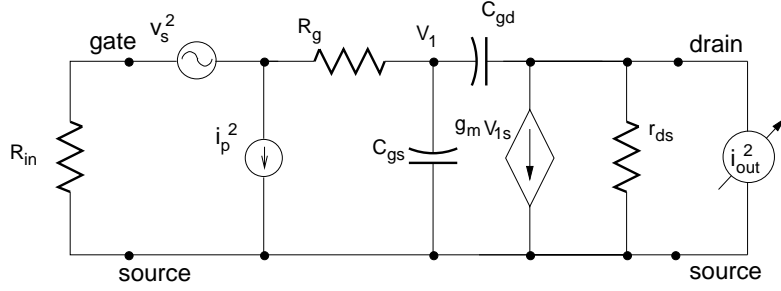 gate
v_s^2
R_g
V_1
C_gd
drain
R_in
i_p^2
C_gs
g_m V_1s
r_ds
i_out^2
source
source